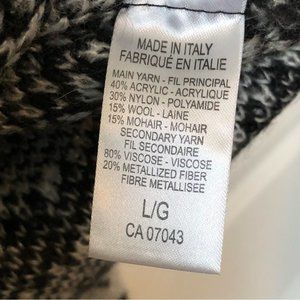 MADE IN ITALY
FABRIQUÉ EN ITALIE
MAIN YARN - FIL PRINCIPAL
40% ACRYLIC - ACRYLIQUE
30% NYLON - POLYAMIDE
15% WOOL - LAINE
15% MOHAIR - MOHAIR
SECONDARY YARN
FIL SECONDAIRE
80% VISCOSE - VISCOSE
20% METALLIZED FIBER
FIBRE METALLISEE
L/G
CA 07043